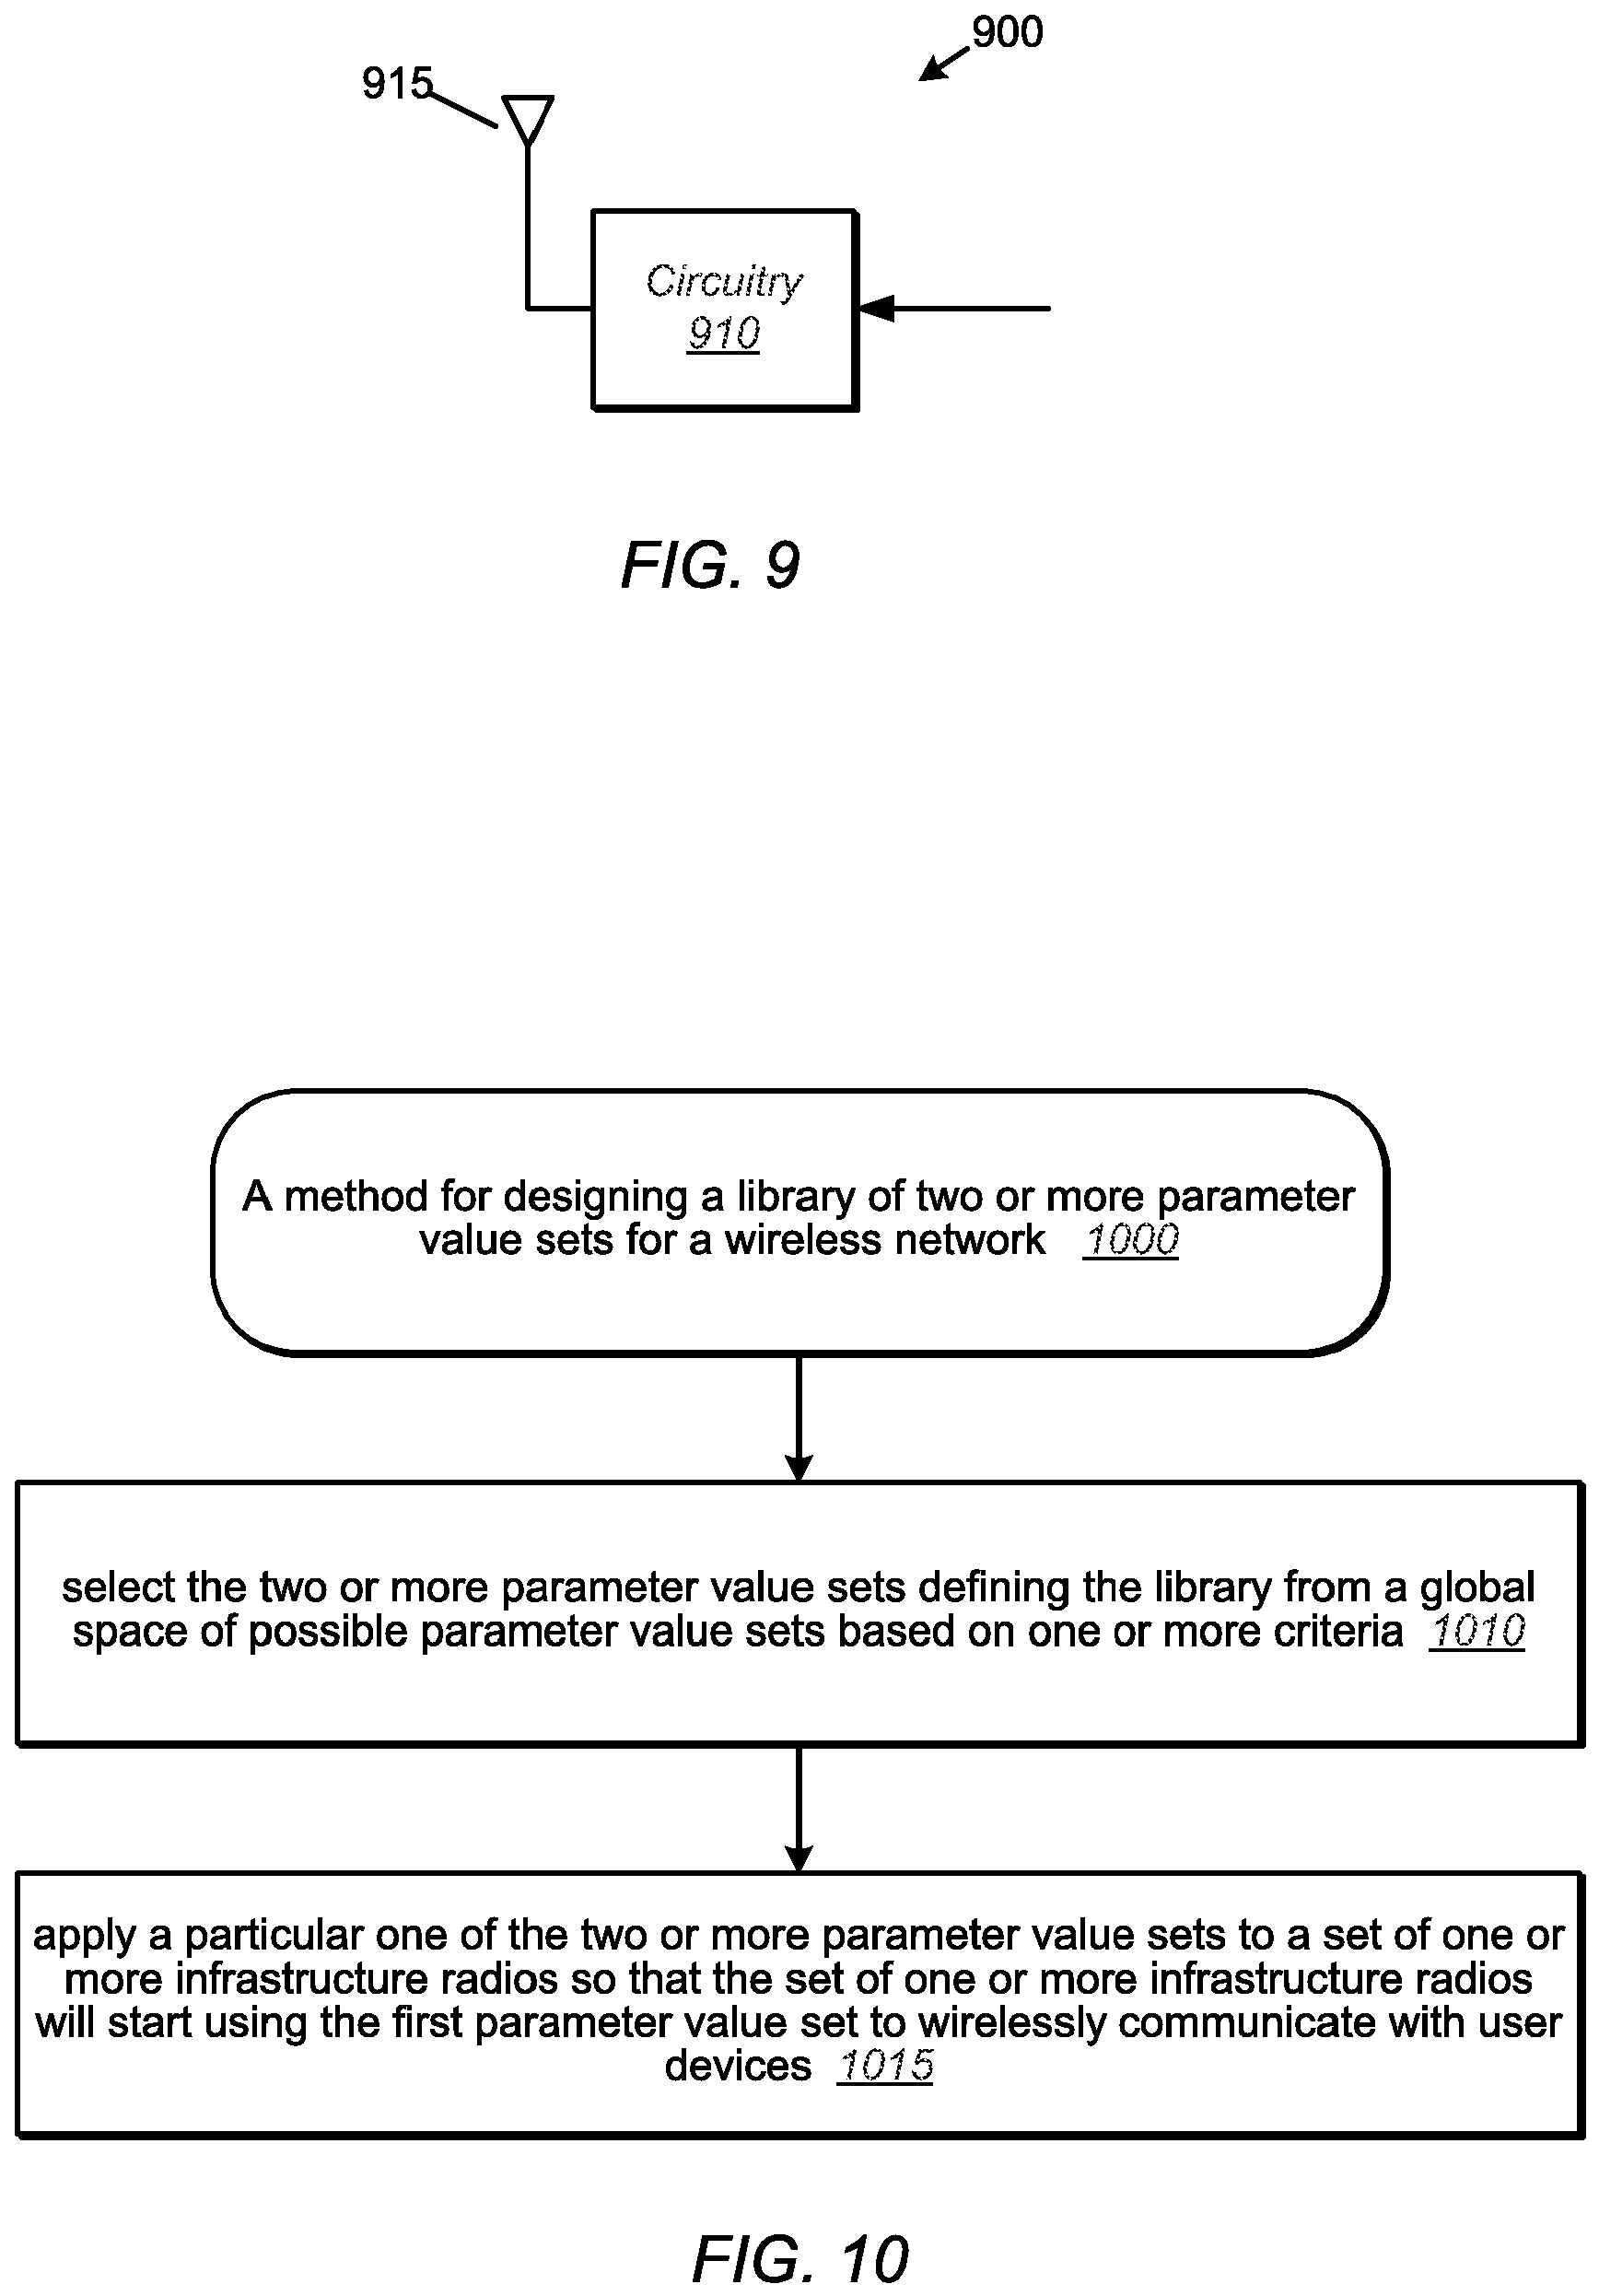 900
915
Circuitry
910
FIG. 9
A method for designing a library of two or more parameter
value sets for a wireless network 1000
select the two or more parameter value sets defining the library from a global
space of possible parameter value sets based on one or more criteria 1010
apply a particular one of the two or more parameter value sets to a set of one or
more infrastructure radios so that the set of one or more infrastructure radios
will start using the first parameter value set to wirelessly communicate with user
devices 1015
FIG. 10